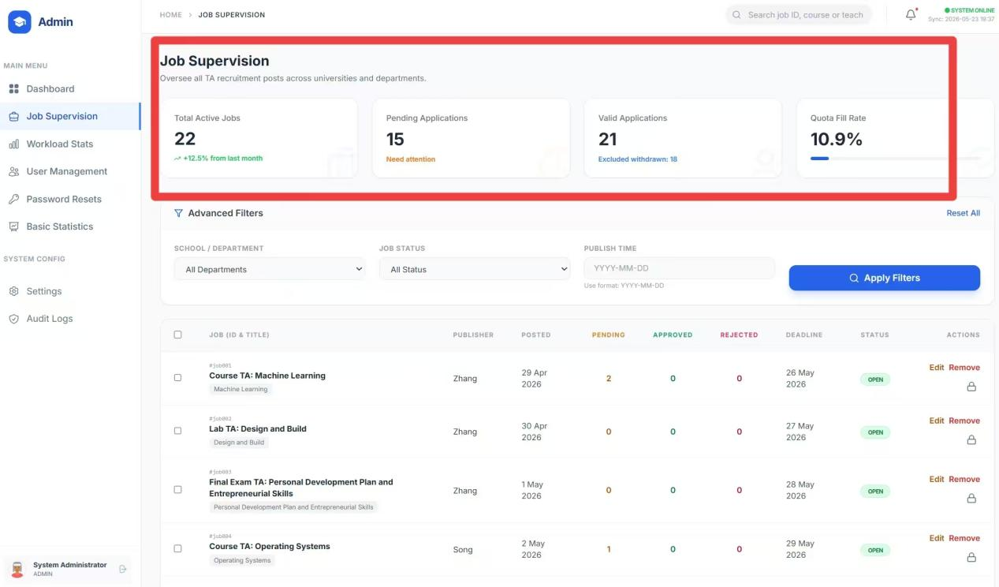 Admin
HOME > JOB SUPERVISION
Search job ID, course or teach
SYSTEM ONLINE
Sync: 2026-05-23 19:37
MAIN MENU
Dashboard
Job Supervision
Workload Stats
User Management
Password Resets
Basic Statistics
SYSTEM CONFIG
Settings
Audit Logs
System Administrator
ADMIN
Job Supervision
Oversee all TA recruitment posts across universities and departments.
Total Active Jobs
22
+12.5% from last month
Pending Applications
15
Need attention
Valid Applications
21
Excluded withdrawn: 18
Quota Fill Rate
10.9%
Advanced Filters
Reset All
SCHOOL / DEPARTMENT
All Departments
JOB STATUS
All Status
PUBLISH TIME
YYYY-MM-DD
Use format: YYYY-MM-DD
Apply Filters
JOB (ID & TITLE) PUBLISHER POSTED PENDING APPROVED REJECTED DEADLINE STATUS ACTIONS
#job001
Course TA: Machine Learning
Machine Learning
Zhang
29 Apr
2026
2
0
0
26 May
2026
OPEN
Edit Remove
#job002
Lab TA: Design and Build
Design and Build
Zhang
30 Apr
2026
0
0
0
27 May
2026
OPEN
Edit Remove
#job003
Final Exam TA: Personal Development Plan and
Entrepreneurial Skills
Personal Development Plan and Entrepreneurial Skills
Zhang
1 May
2026
0
0
0
28 May
2026
OPEN
Edit Remove
#job004
Course TA: Operating Systems
Operating Systems
Song
2 May
2026
1
0
0
29 May
2026
OPEN
Edit Remove